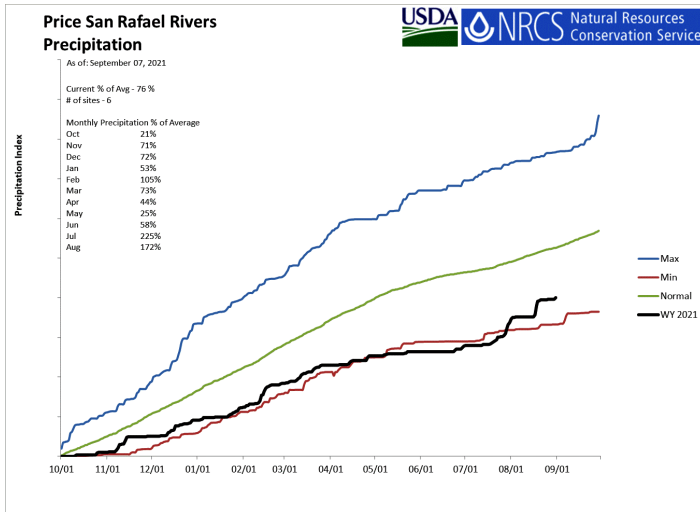 Price San Rafael Rivers
Precipitation
USDA
NRCS
Natural Resources
Conservation Service
As of: September 07, 2021
Current % of Avg - 76 %
# of sites - 6
Monthly Precipitation % of Average
Oct 21%
Nov 71%
Dec 72%
Jan 53%
Feb 105%
Mar 73%
Apr 44%
May 25%
Jun 58%
Jul 225%
Aug 172%
Precipitation Index
Max
Min
Normal
WY 2021
10/01 11/01 12/01 01/01 02/01 03/01 04/01 05/01 06/01 07/01 08/01 09/01